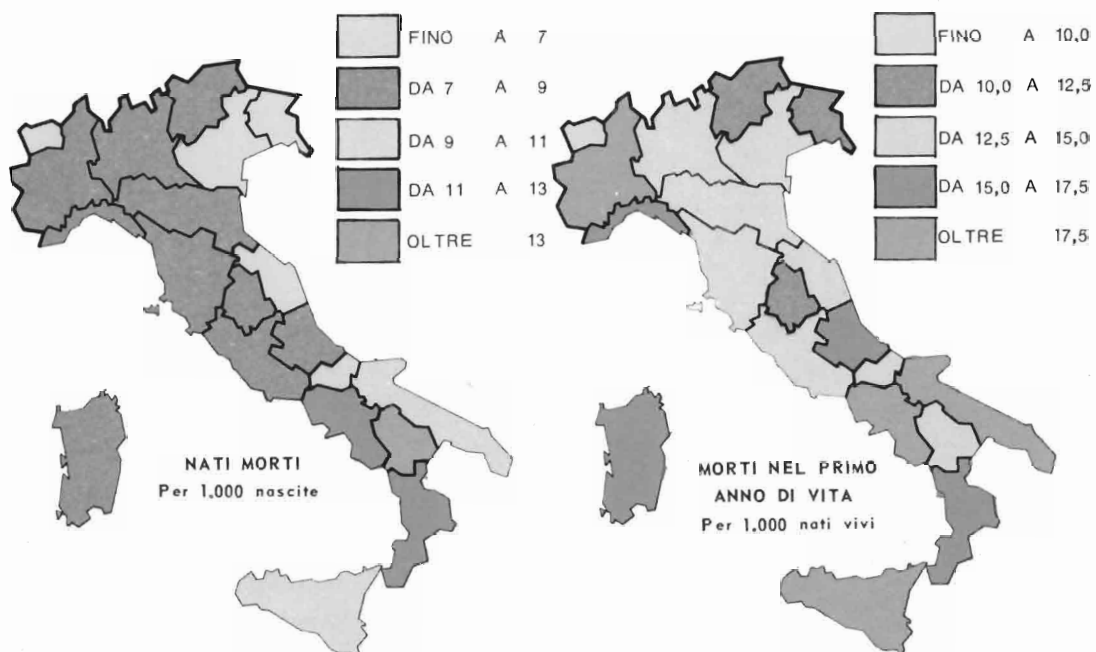 FINO A 7
DA 7 A 9
DA 9 A 11
DA 11 A 13
OLTRE 13
NATI MORTI
Per 1,000 nascite
FINO A 10,0
DA 10,0 A 12,5
DA 12,5 A 15,0
DA 15,0 A 17,5
OLTRE 17,5
MORTI NEL PRIMO
ANNO DI VITA
Per 1,000 nati vivi